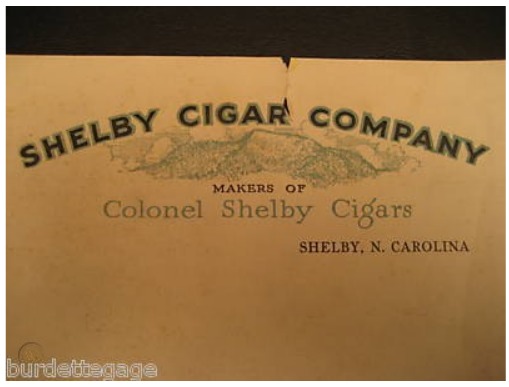 SHELBY CIGAR COMPANY
MAKERS OF
Colonel Shelby Cigars
SHELBY, N. CAROLINA
burdettegage